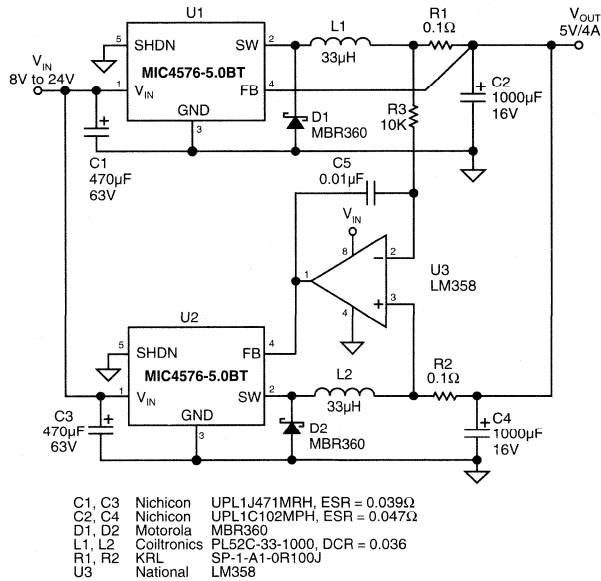 U1
L1
R1
0.1Ω
VOUT
5V/4A
VIN
8V to 24V
5
SHDN
SW
2
33µH
MIC4576-5.0BT
1
VIN
FB
4
GND
3
R3
10K
C2
1000µF
16V
D1
MBR360
C1
470µF
63V
C5
0.01µF
VIN
8
2
–
1
U3
LM358
+
3
4
U2
5
SHDN
FB
4
MIC4576-5.0BT
R2
0.1Ω
L2
1
VIN
SW
2
33µH
GND
3
C3
470µF
63V
D2
MBR360
C4
1000µF
16V
C1, C3 Nichicon UPL1J471MRH, ESR = 0.039Ω
C2, C4 Nichicon UPL1C102MPH, ESR = 0.047Ω
D1, D2 Motorola MBR360
L1, L2 Coiltronics PL52C-33-1000, DCR = 0.036
R1, R2 KRL SP-1-A1-0R100J
U3 National LM358